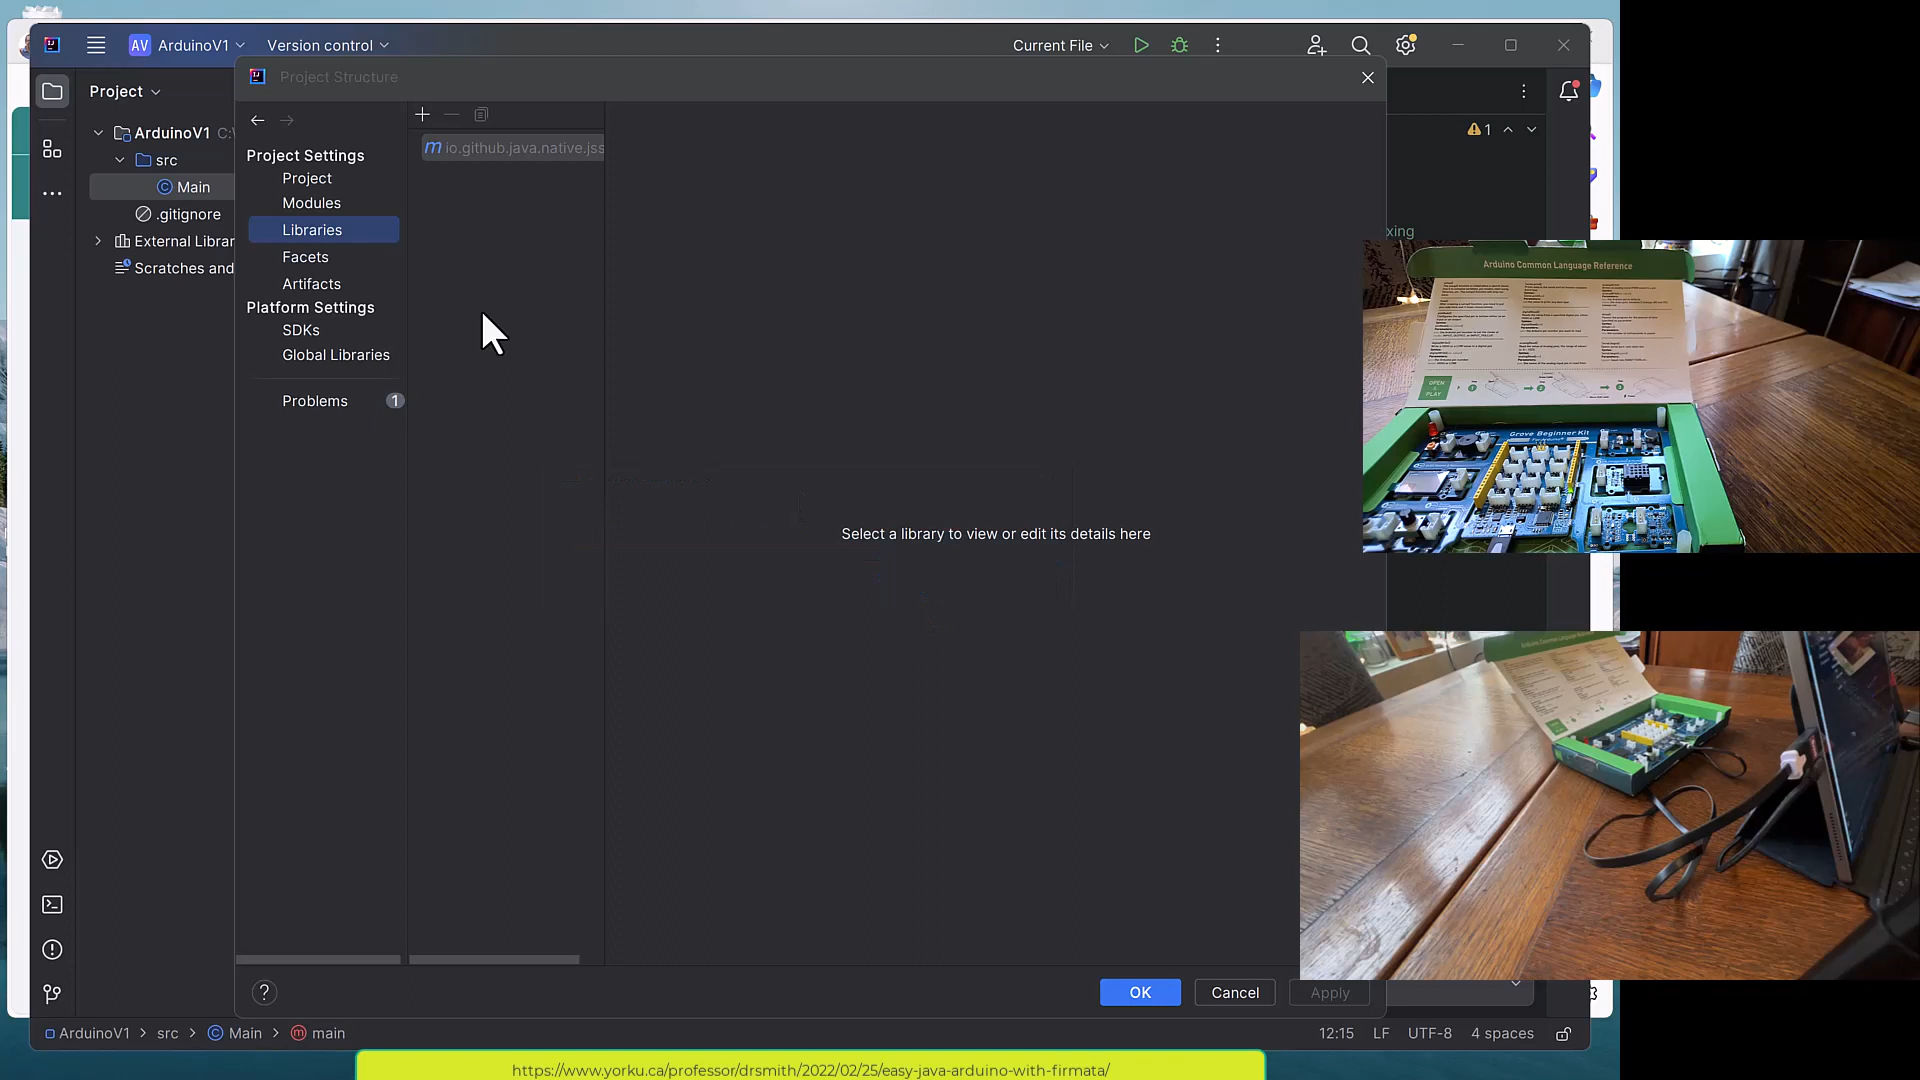 AV ArduinoV1 Version control Current File
Project Structure
Project
ArduinoV1 C:\
src
Main
.gitignore
External Librar
Scratches and
Project Settings
Project
Modules
Libraries
Facets
Artifacts
Platform Settings
SDKs
Global Libraries
Problems 1
io.github.java.native.jss
1
xing
Select a library to view or edit its details here
Arduino Common Language Reference
OPEN
PLAY
Grove Beginner Kit
For Arduino
? OK Cancel Apply
ArduinoV1 > src > Main > main 12:15 LF UTF-8 4 spaces
https://www.yorku.ca/professor/drsmith/2022/02/25/easy-java-arduino-with-firmata/